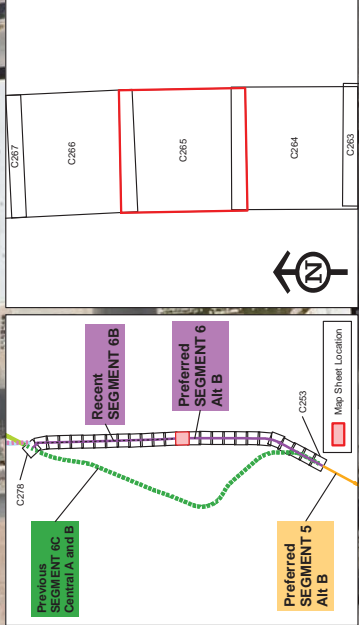 C278
Recent
SEGMENT 6B
Previous
SEGMENT 6C
Central A and B
Preferred
SEGMENT 6
Alt B
C253
Preferred
SEGMENT 5
Alt B
Map Sheet Location
C267
C266
C265
C264
C263
N